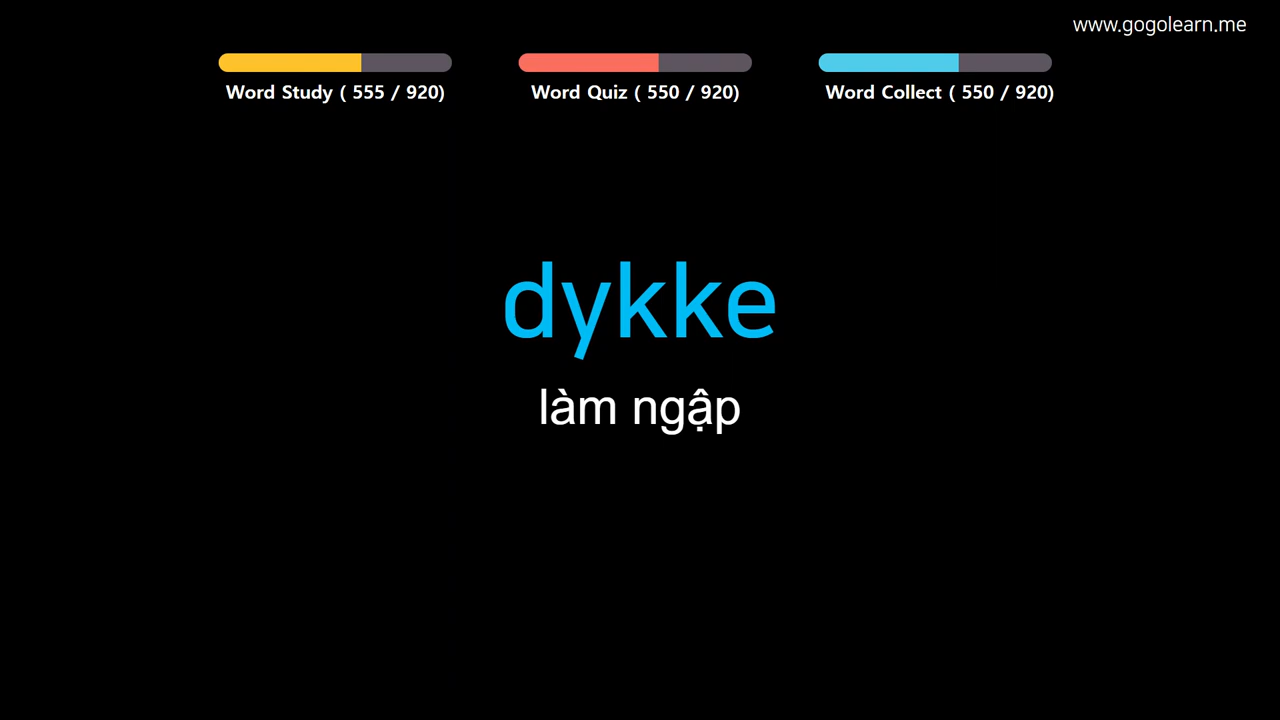 www.gogolearn.me
Word Study ( 555 / 920)
Word Quiz ( 550 / 920)
Word Collect ( 550 / 920)
dykke
làm ngập